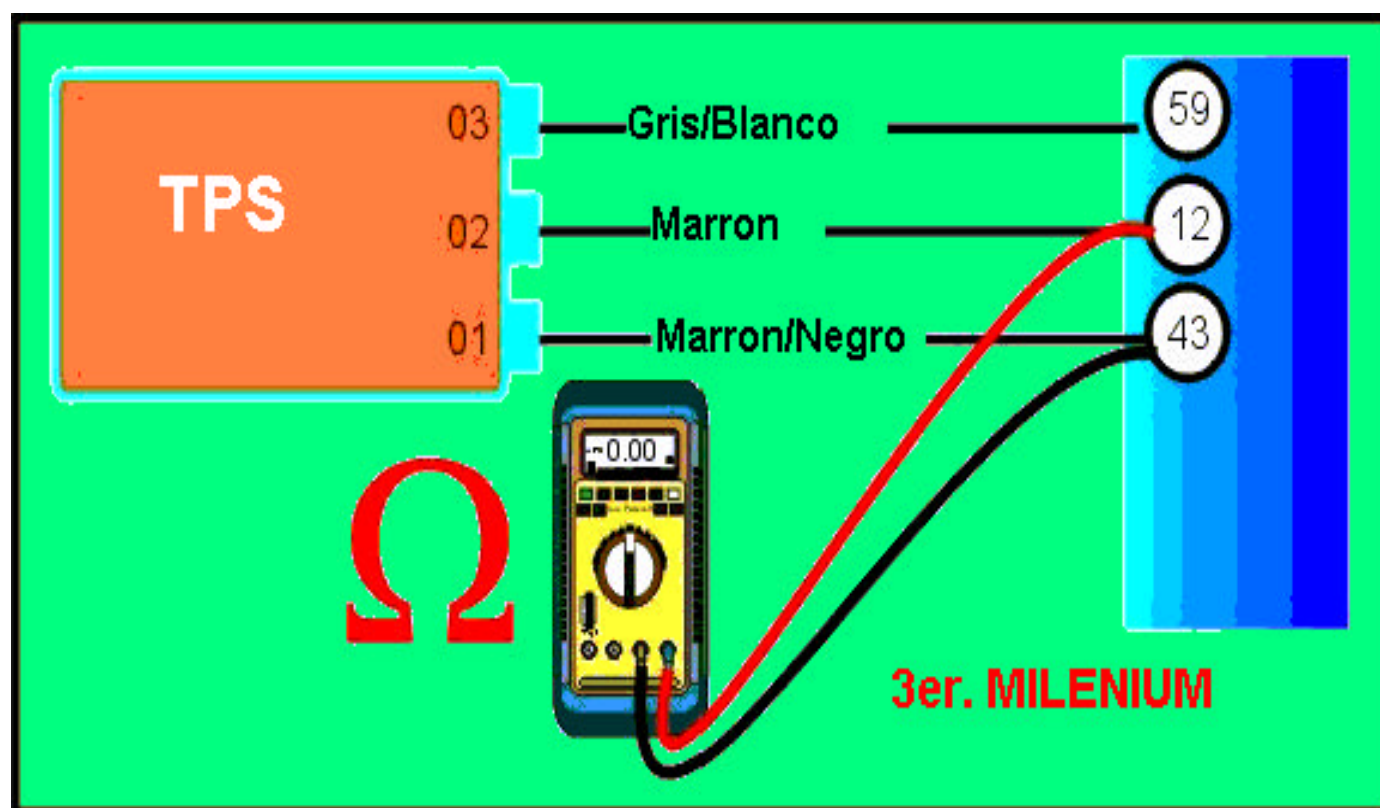 03 Gris/Blanco 59
TPS
02 Marron 12
01 Marron/Negro 43
0.00
Ω
3er. MILENIUM